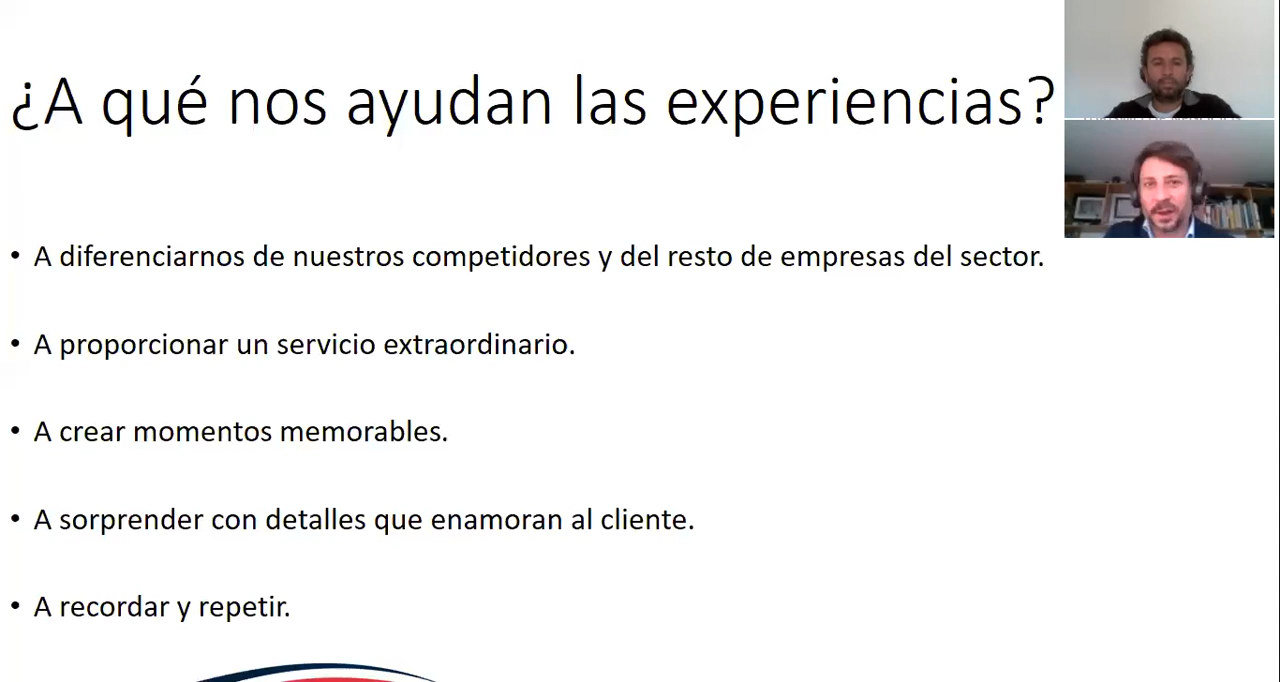 ¿A qué nos ayudan las experiencias?
• A diferenciarnos de nuestros competidores y del resto de empresas del sector.
• A proporcionar un servicio extraordinario.
• A crear momentos memorables.
• A sorprender con detalles que enamoran al cliente.
• A recordar y repetir.